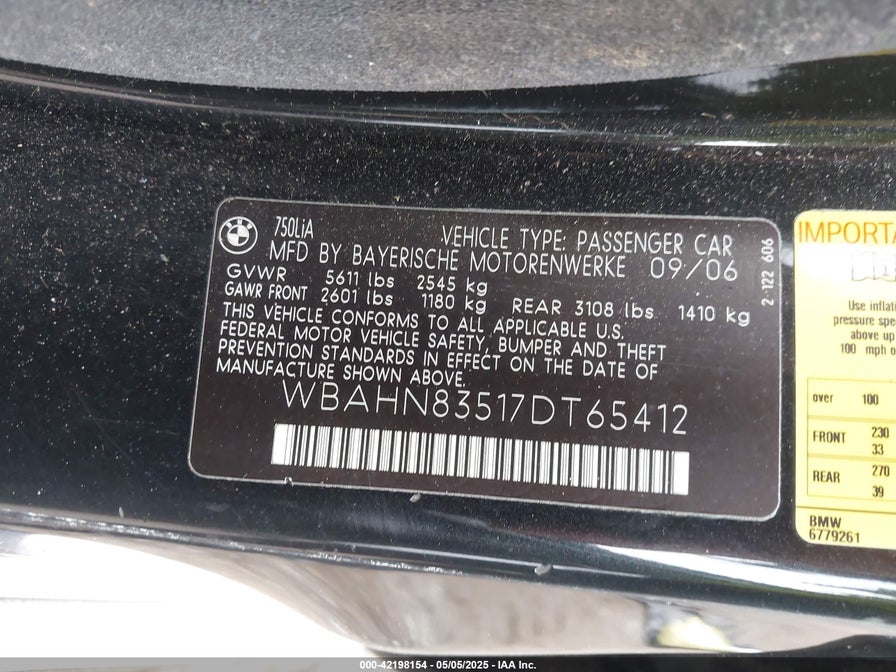 BMW
750LiA
VEHICLE TYPE: PASSENGER CAR
MFD BY BAYERISCHE MOTORENWERKE 09/06
GVWR 5611 lbs 2545 kg
GAWR FRONT 2601 lbs 1180 kg REAR 3108 lbs 1410 kg
THIS VEHICLE CONFORMS TO ALL APPLICABLE U.S.
FEDERAL MOTOR VEHICLE SAFETY, BUMPER AND THEFT
PREVENTION STANDARDS IN EFFECT ON THE DATE OF
MANUFACTURE SHOWN ABOVE.
WBAHN83517DT65412
2-122 606
IMPORTA
Use inflat
pressure spe
above up
100 mph o
over 100
FRONT 230
33
REAR 270
39
BMW
6779261
000-42198154 - 05/05/2025 - IAA Inc.